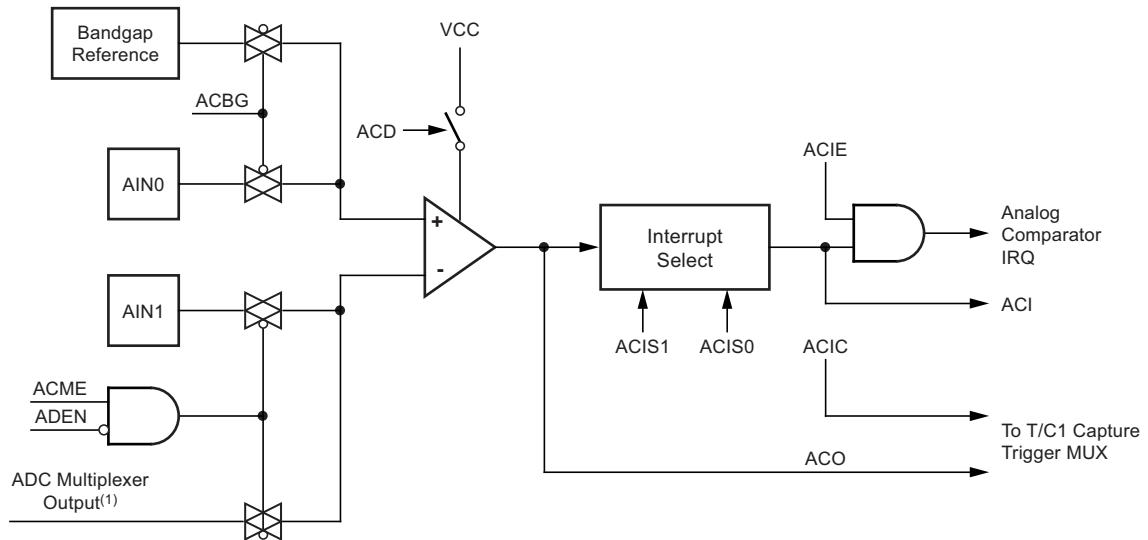 Bandgap
Reference
VCC
ACBG
ACD
AIN0
ACIE
+
-
Interrupt
Select
Analog
Comparator
IRQ
AIN1
ACI
ACIS1
ACIS0
ACIC
ACME
ADEN
To T/C1 Capture
Trigger MUX
ACO
ADC Multiplexer
Output(1)